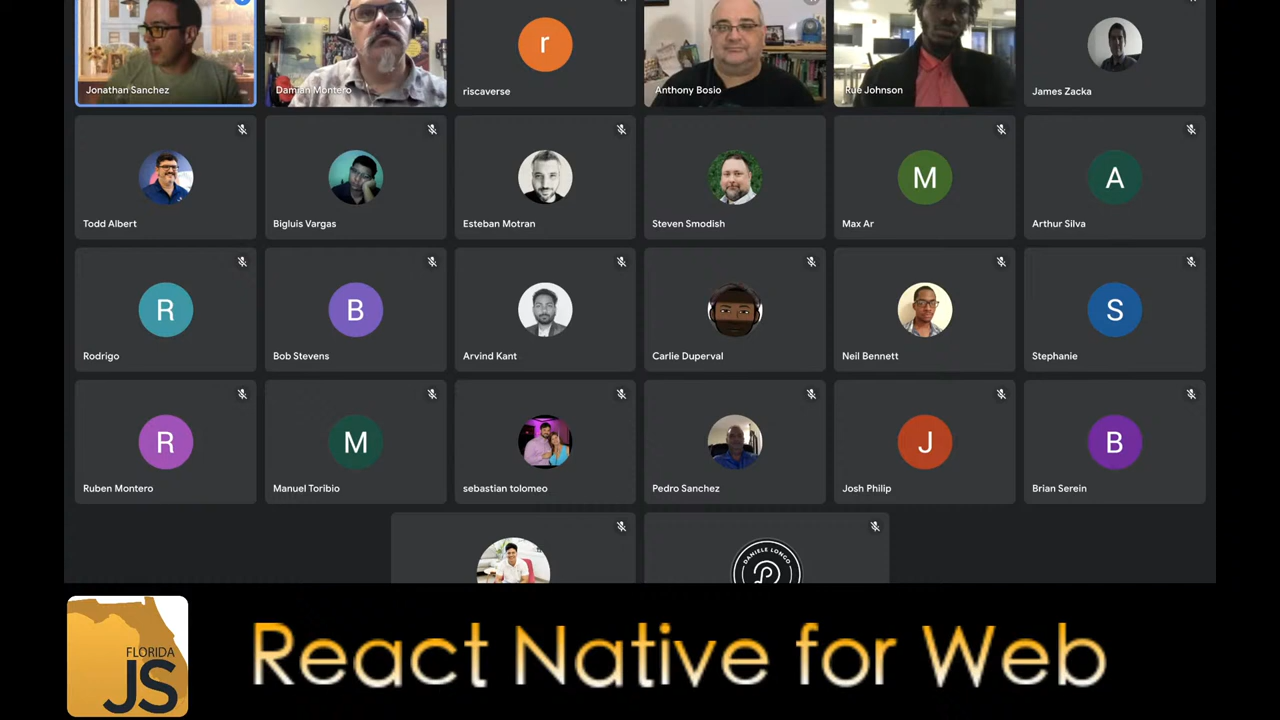 Jonathan Sanchez
Damian Montero
r
riscaverse
Anthony Bosio
Rue Johnson
James Zacka
Todd Albert
Bigluis Vargas
Esteban Motran
Steven Smodish
M
Max Ar
A
Arthur Silva
R
Rodrigo
B
Bob Stevens
Arvind Kant
Carlie Duperval
Neil Bennett
S
Stephanie
R
Ruben Montero
M
Manuel Toribio
sebastian tolomeo
Pedro Sanchez
J
Josh Philip
B
Brian Serein
DANIELE LONGO
FLORIDA
JS
React Native for Web